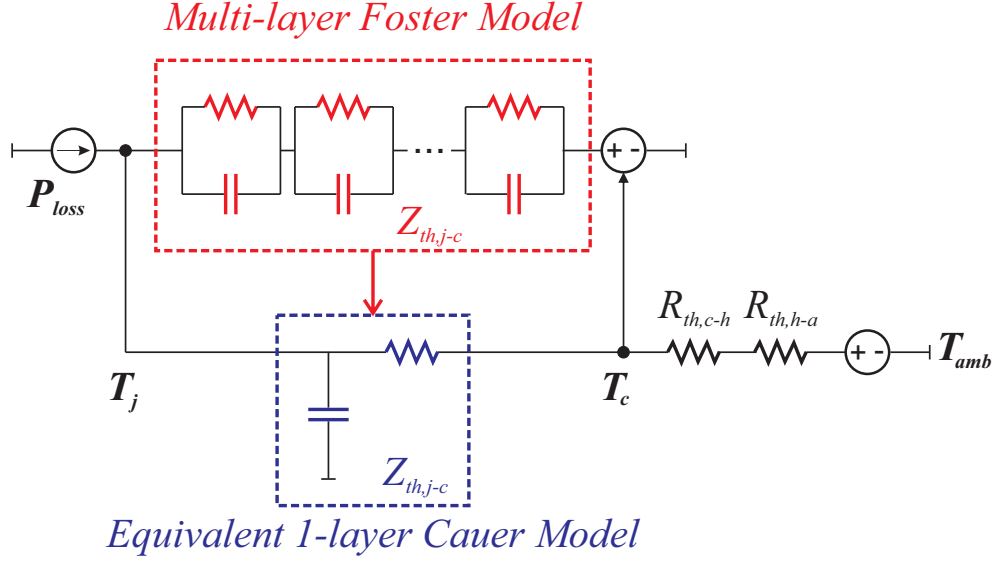 Multi-layer Foster Model
+ -
P_loss
Z_th,j-c
R_th,c-h R_th,h-a
+ -
T_j
T_c
T_amb
Z_th,j-c
Equivalent 1-layer Cauer Model